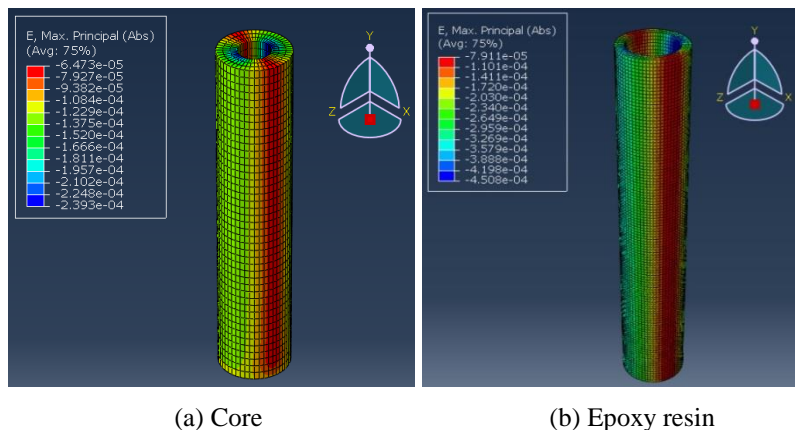 E, Max. Principal (Abs)
(Avg: 75%)
-6.473e-05
-7.927e-05
-9.382e-05
-1.084e-04
-1.229e-04
-1.375e-04
-1.520e-04
-1.666e-04
-1.811e-04
-1.957e-04
-2.102e-04
-2.248e-04
-2.393e-04
Y
Z
X
E, Max. Principal (Abs)
(Avg: 75%)
-7.911e-05
-1.101e-04
-1.411e-04
-1.720e-04
-2.030e-04
-2.340e-04
-2.649e-04
-2.959e-04
-3.269e-04
-3.579e-04
-3.888e-04
-4.198e-04
-4.508e-04
Y
Z
X
(a) Core
(b) Epoxy resin